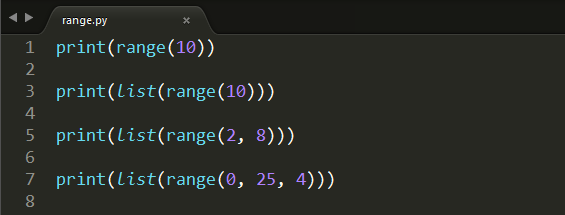 range.py ×
1 print(range(10))
2
3 print(list(range(10)))
4
5 print(list(range(2, 8)))
6
7 print(list(range(0, 25, 4)))
8